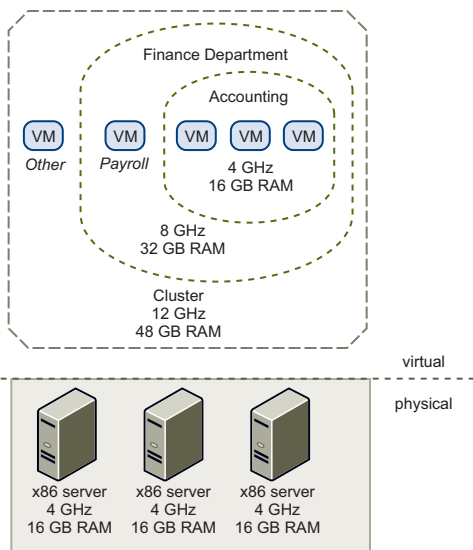 Finance Department
Accounting
VM VM VM VM VM
Other Payroll
4 GHz
16 GB RAM
8 GHz
32 GB RAM
Cluster
12 GHz
48 GB RAM
virtual
physical
x86 server x86 server x86 server
4 GHz 4 GHz 4 GHz
16 GB RAM 16 GB RAM 16 GB RAM